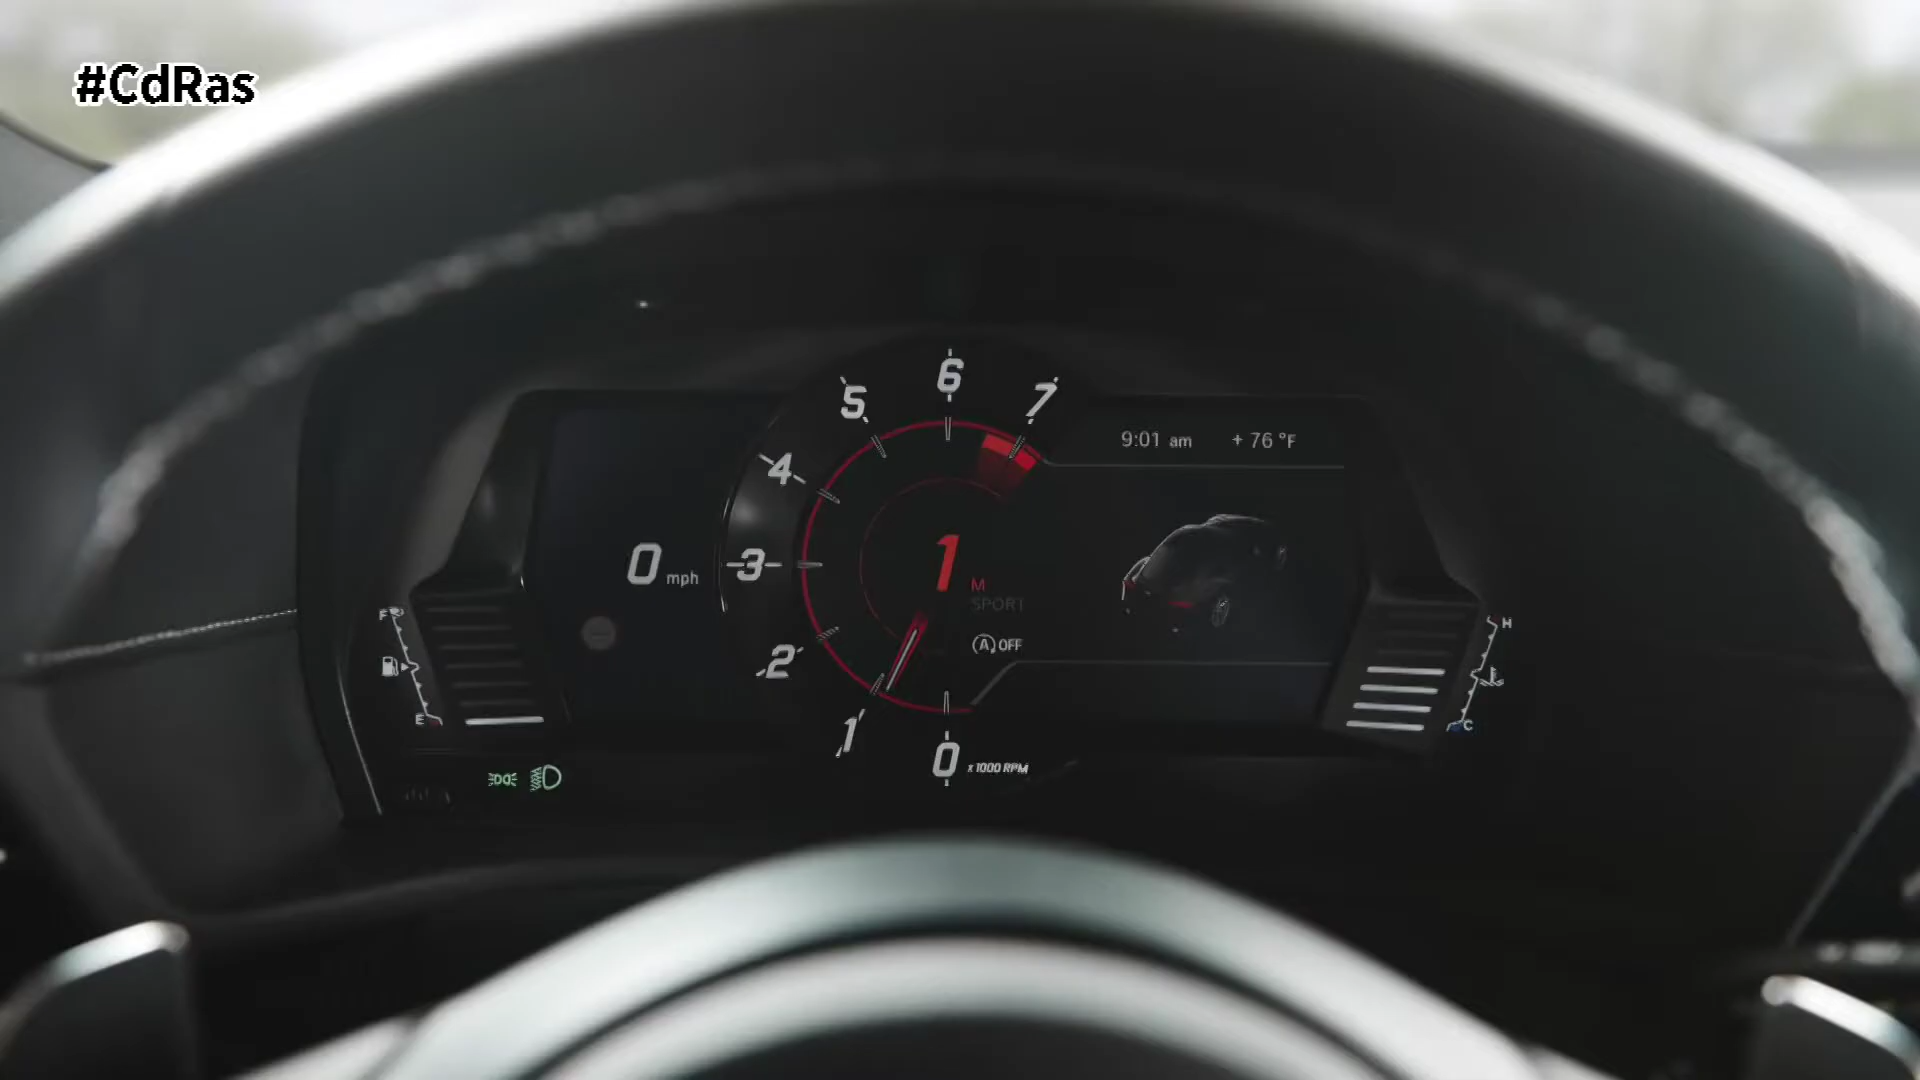 #CdRas
5
6
7
4
9:01 am +76 °F
0 mph
3
1
M
SPORT
2
A OFF
F
E
H
C
1
0
x1000 RPM